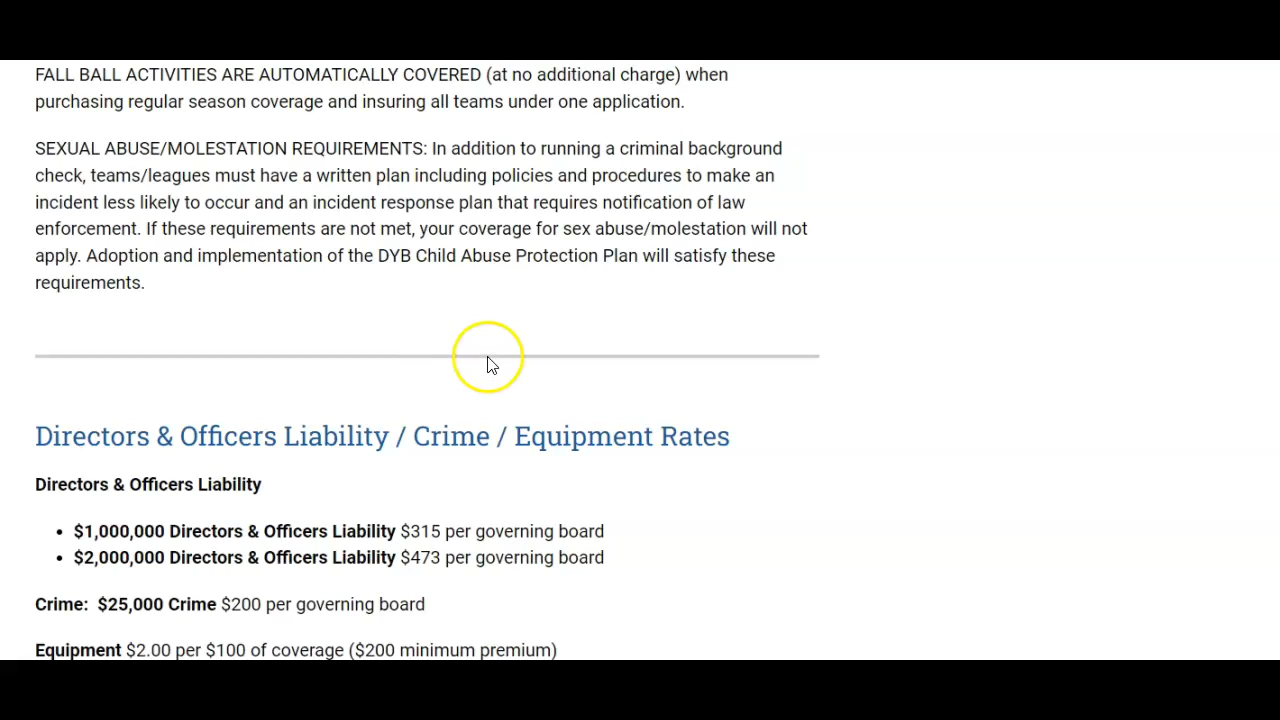 FALL BALL ACTIVITIES ARE AUTOMATICALLY COVERED (at no additional charge) when
purchasing regular season coverage and insuring all teams under one application.
SEXUAL ABUSE/MOLESTATION REQUIREMENTS: In addition to running a criminal background
check, teams/leagues must have a written plan including policies and procedures to make an
incident less likely to occur and an incident response plan that requires notification of law
enforcement. If these requirements are not met, your coverage for sex abuse/molestation will not
apply. Adoption and implementation of the DYB Child Abuse Protection Plan will satisfy these
requirements.
Directors & Officers Liability / Crime / Equipment Rates
Directors & Officers Liability
• $1,000,000 Directors & Officers Liability $315 per governing board
• $2,000,000 Directors & Officers Liability $473 per governing board
Crime: $25,000 Crime $200 per governing board
Equipment $2.00 per $100 of coverage ($200 minimum premium)